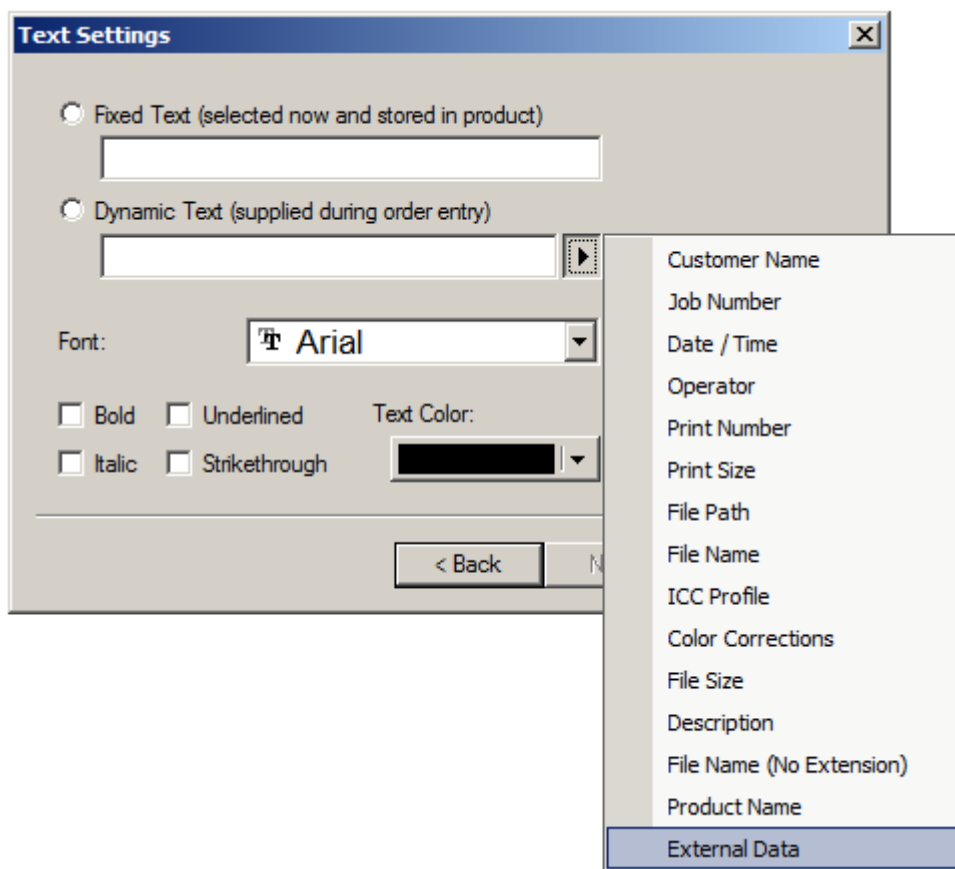 Text Settings
Fixed Text (selected now and stored in product)
Dynamic Text (supplied during order entry)
Font:
Arial
Bold
Underlined
Text Color:
Italic
Strikethrough
< Back
N
Customer Name
Job Number
Date / Time
Operator
Print Number
Print Size
File Path
File Name
ICC Profile
Color Corrections
File Size
Description
File Name (No Extension)
Product Name
External Data